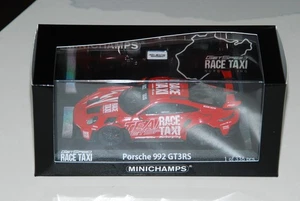 MINICHAMPS
RACE TAXI
RACE
TAXI
RACE TAXI
Porsche 992 GT3RS
MINICHAMPS